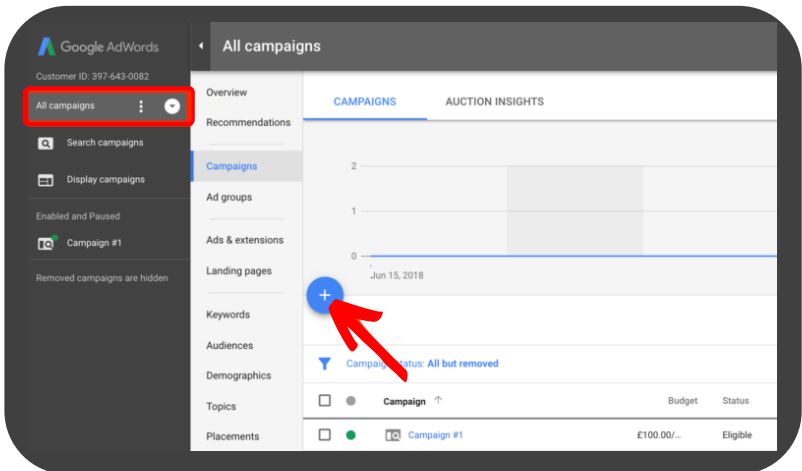 Google AdWords
All campaigns
Customer ID: 397-643-0082
All campaigns
Search campaigns
Display campaigns
Enabled and Paused
Campaign #1
Removed campaigns are hidden
Overview
Recommendations
Campaigns
Ad groups
Ads & extensions
Landing pages
Keywords
Audiences
Demographics
Topics
Placements
CAMPAIGNS AUCTION INSIGHTS
2
1
0
Jun 15, 2018
+
All but removed
Campaign Budget Status
Campaign #1 £100.00/... Eligible